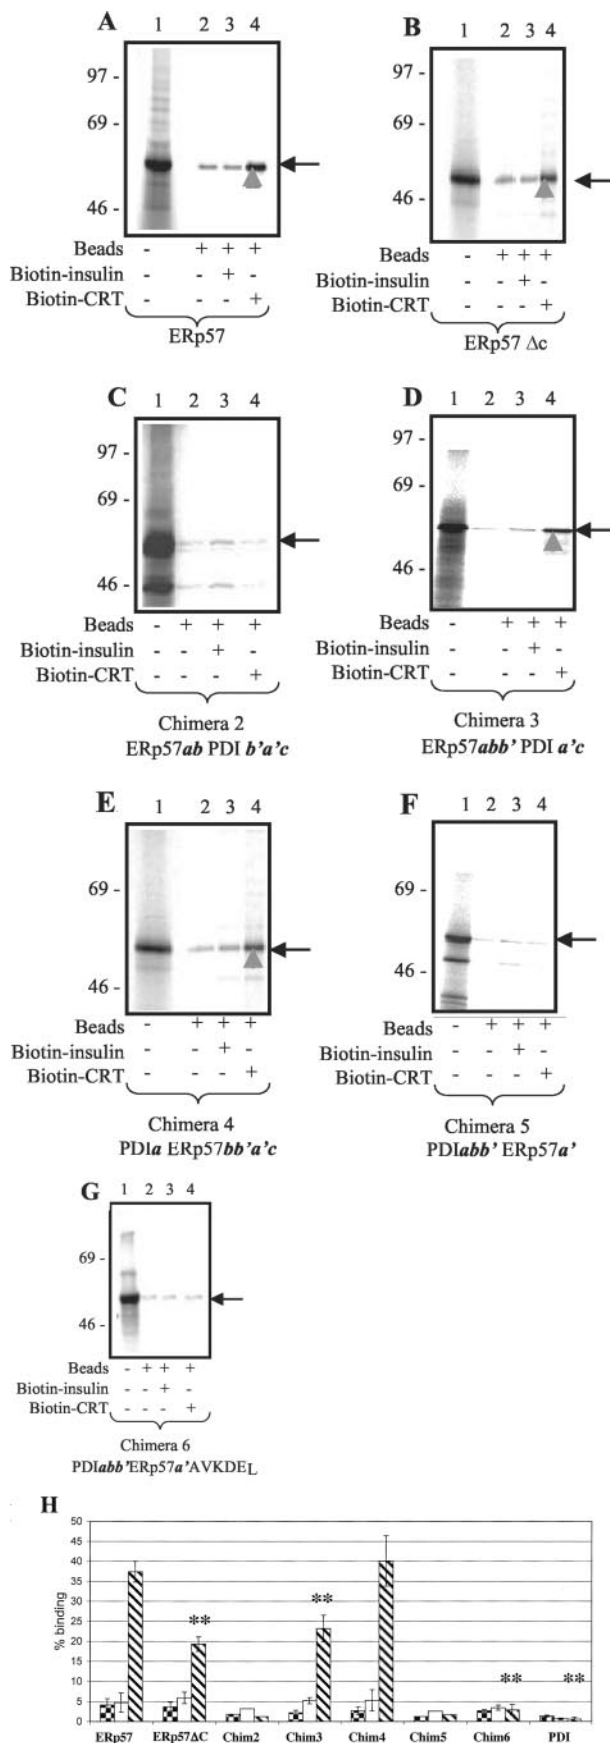 A
B
1 2 3 4
1 2 3 4
97 -
69 -
46 -
97 -
69 -
46 -
Beads - + + +
Biotin-insulin - - + -
Biotin-CRT - - - +
ERp57
Beads - + + +
Biotin-insulin - - + -
Biotin-CRT - - - +
ERp57 Δc
C
D
1 2 3 4
1 2 3 4
97 -
69 -
46 -
97 -
69 -
46 -
Beads - + + +
Biotin-insulin - - + -
Biotin-CRT - - - +
Chimera 2
ERp57ab PDI b'a'c
Beads - + + +
Biotin-insulin - - + -
Biotin-CRT - - - +
Chimera 3
ERp57abb' PDI a'c
E
F
1 2 3 4
1 2 3 4
69 -
46 -
69 -
46 -
Beads - + + +
Biotin-insulin - - + -
Biotin-CRT - - - +
Chimera 4
PDIa ERp57bb'a'c
Beads - + + +
Biotin-insulin - - + -
Biotin-CRT - - - +
Chimera 5
PDIabb' ERp57a'
G
1 2 3 4
69 -
46 -
Beads - + + +
Biotin-insulin - - + -
Biotin-CRT - - - +
Chimera 6
PDIabb'ERp57a'AVKDEL
H
% binding
50
45
40
35
30
25
20
15
10
5
0
** ** ** **
ERp57 ERp57ΔC Chim2 Chim3 Chim4 Chim5 Chim6 PDI